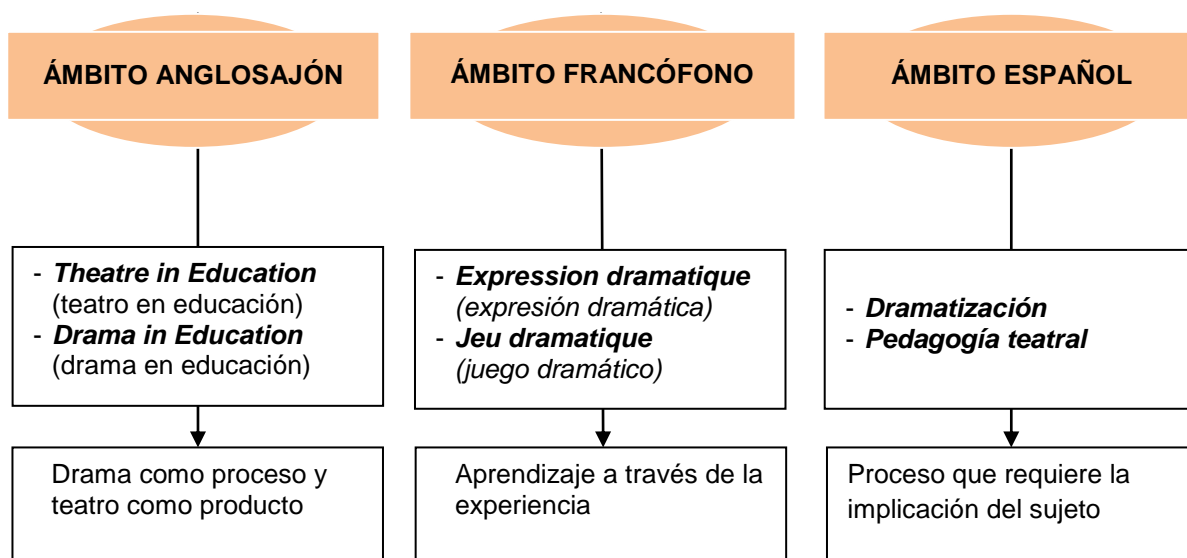 ÁMBITO ANGLOSAJÓN
- Theatre in Education
(teatro en educación)
- Drama in Education
(drama en educación)
Drama como proceso y
teatro como producto
ÁMBITO FRANCÓFONO
- Expression dramatique
(expresión dramática)
- Jeu dramatique
(juego dramático)
Aprendizaje a través de la
experiencia
ÁMBITO ESPAÑOL
- Dramatización
- Pedagogía teatral
Proceso que requiere la
implicación del sujeto